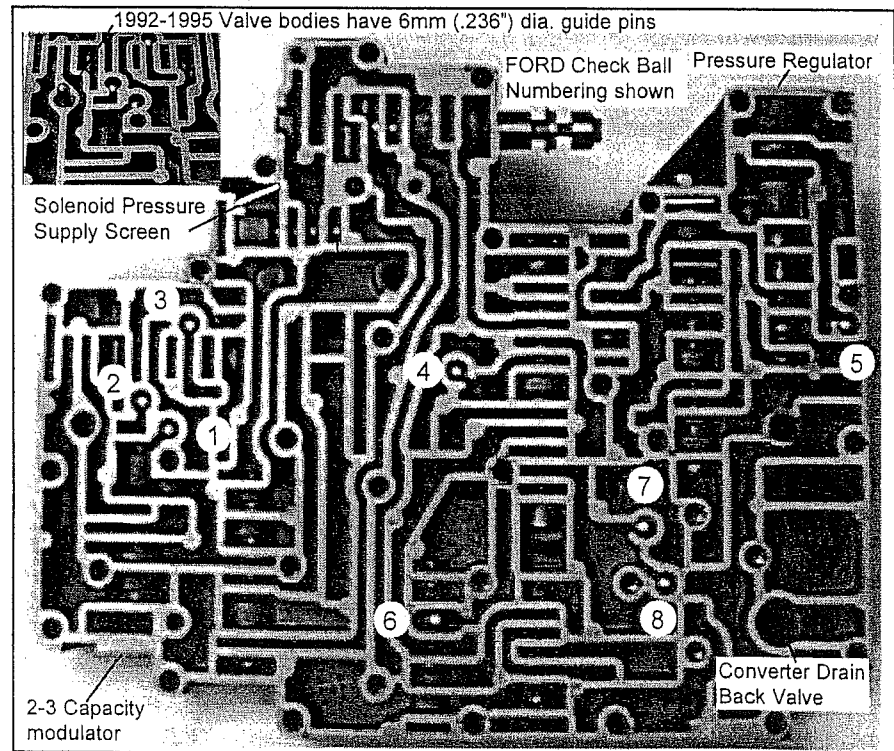 1992-1995 Valve bodies have 6mm (.236") dia. guide pins
FORD Check Ball
Numbering shown
Pressure Regulator
Solenoid Pressure
Supply Screen
3
2
1
4
5
7
6
8
2-3 Capacity
modulator
Converter Drain
Back Valve